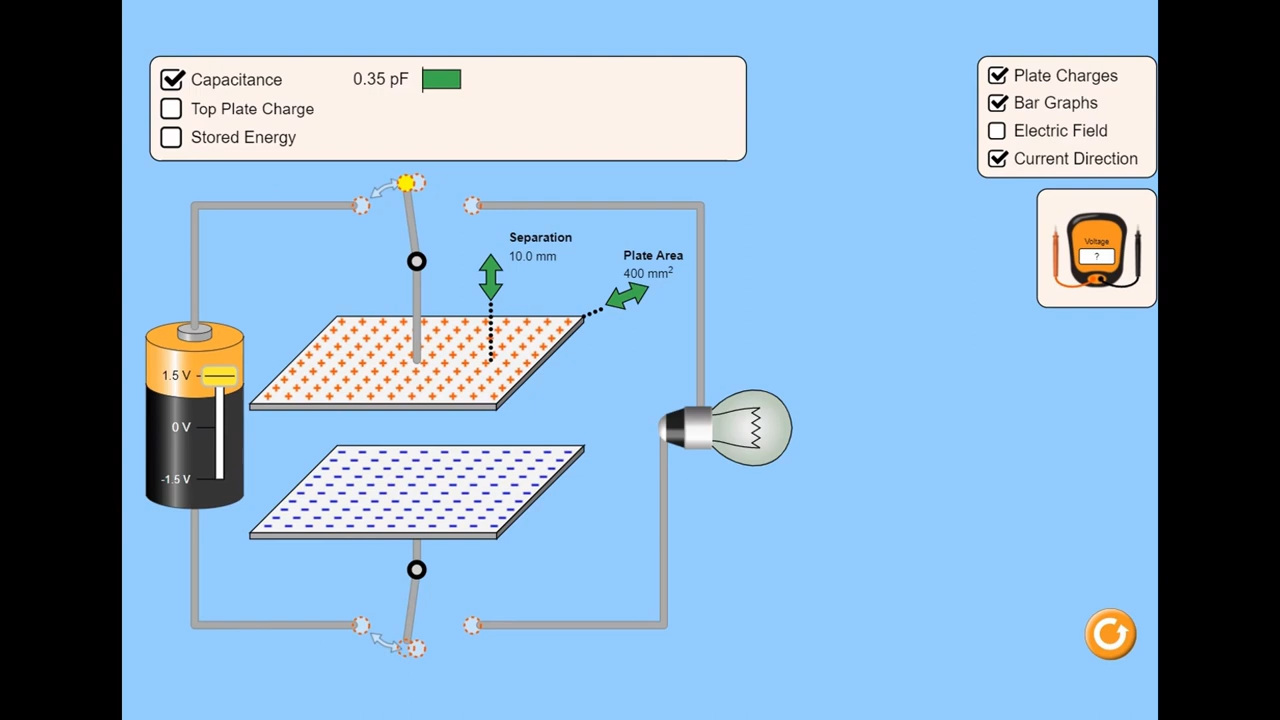 Capacitance 0.35 pF
Top Plate Charge
Stored Energy
Plate Charges
Bar Graphs
Electric Field
Current Direction
Voltage
?
Separation
10.0 mm
Plate Area
400 mm²
1.5 V
0 V
-1.5 V